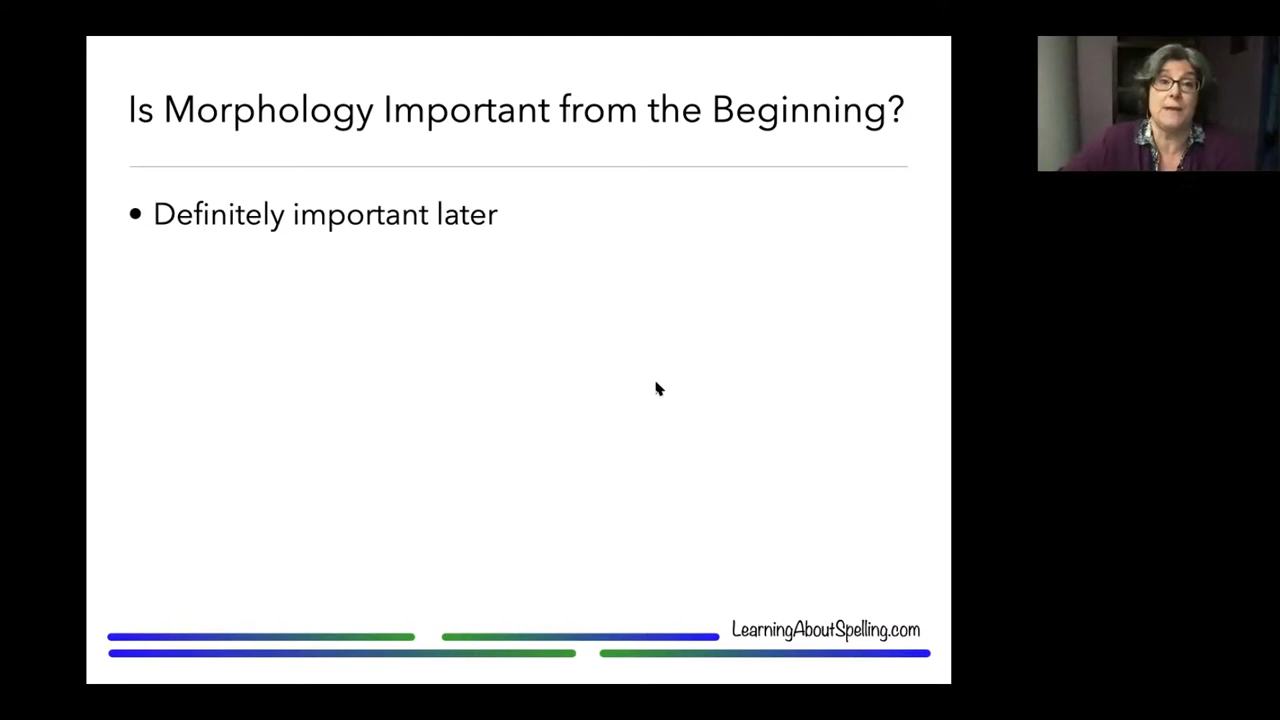 Is Morphology Important from the Beginning?
• Definitely important later
LearningAboutSpelling.com